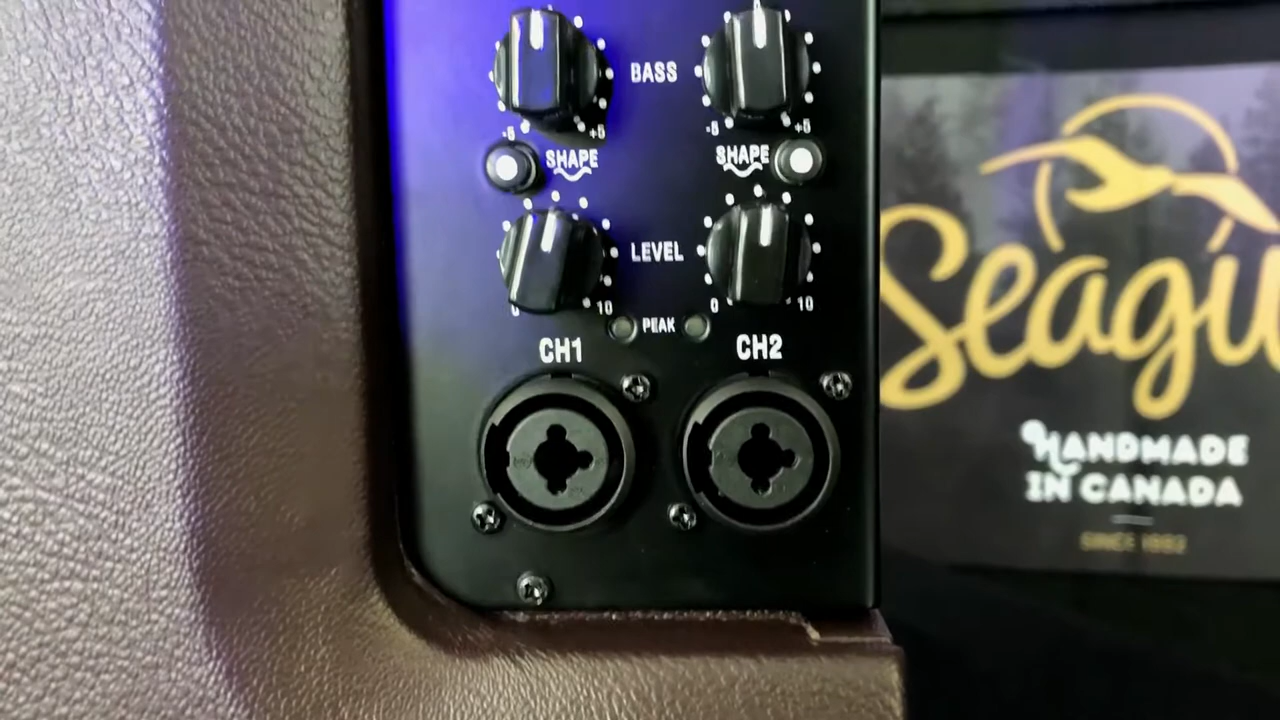 BASS
-5 +5 -5 +5
SHAPE SHAPE
LEVEL
0 10 0 10
PEAK
CH1 CH2
Seagu
HANDMADE
IN CANADA
SINCE 1982